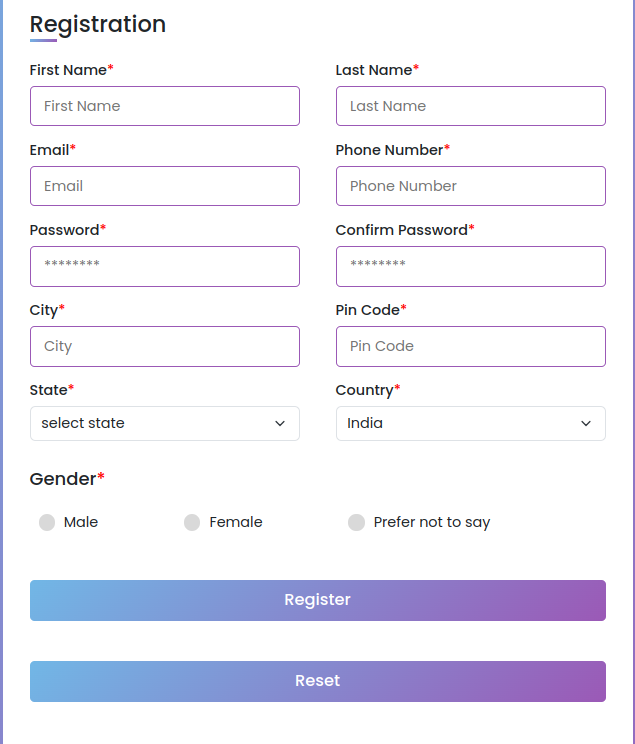 Registration
First Name* Last Name*
First Name Last Name
Email* Phone Number*
Email Phone Number
Password* Confirm Password*
******** ********
City* Pin Code*
City Pin Code
State* Country*
select state India
Gender*
Male Female Prefer not to say
Register
Reset